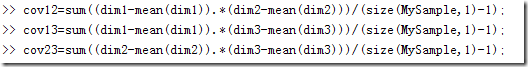 >> cov12=sum((dim1-mean(dim1)).*(dim2-mean(dim2)))/(size(MySample,1)-1);
>> cov13=sum((dim1-mean(dim1)).*(dim3-mean(dim3)))/(size(MySample,1)-1);
>> cov23=sum((dim2-mean(dim2)).*(dim3-mean(dim3)))/(size(MySample,1)-1);